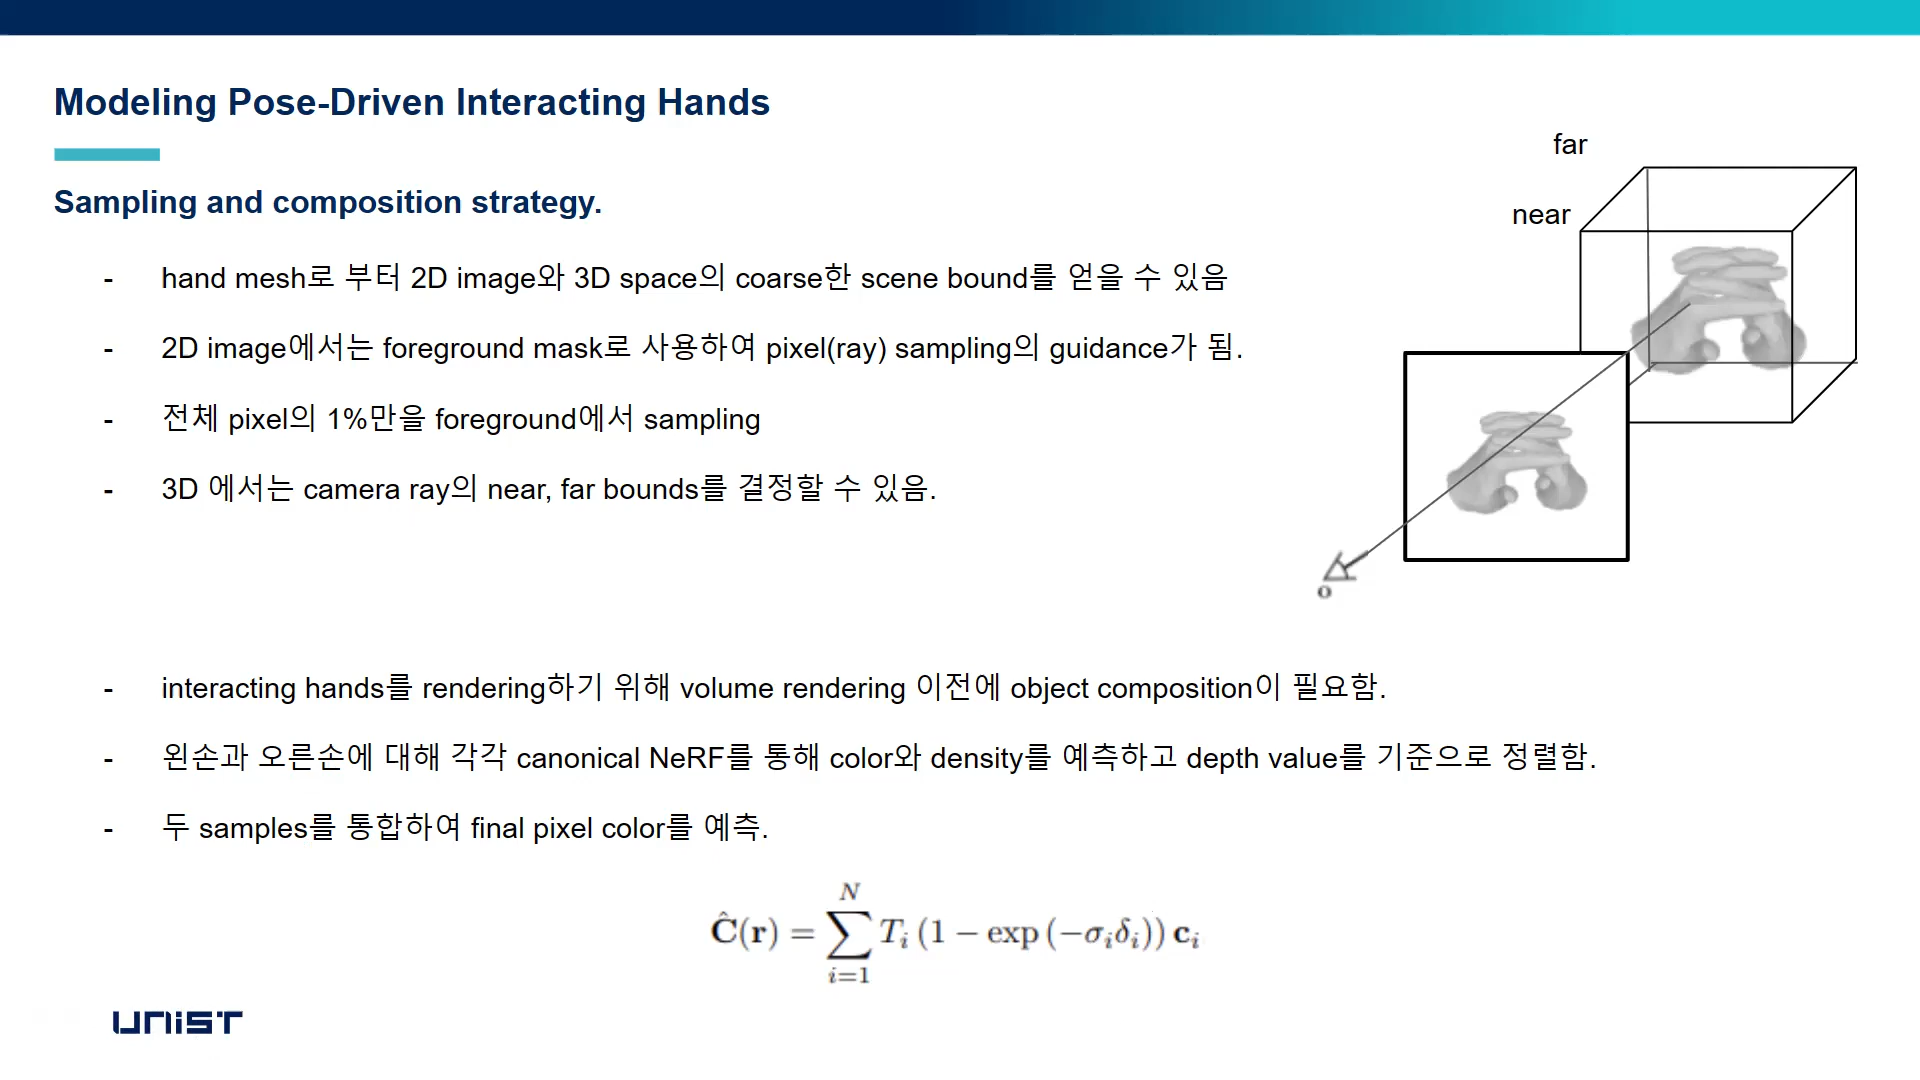 Modeling Pose-Driven Interacting Hands
Sampling and composition strategy.
- hand mesh로 부터 2D image와 3D space의 coarse한 scene bound를 얻을 수 있음
- 2D image에서는 foreground mask로 사용하여 pixel(ray) sampling의 guidance가 됨.
- 전체 pixel의 1%만을 foreground에서 sampling
- 3D 에서는 camera ray의 near, far bounds를 결정할 수 있음.
far
near
o
- interacting hands를 rendering하기 위해 volume rendering 이전에 object composition이 필요함.
- 왼손과 오른손에 대해 각각 canonical NeRF를 통해 color와 density를 예측하고 depth value를 기준으로 정렬함.
- 두 samples를 통합하여 final pixel color를 예측.
Ĉ(r) = ∑_{i=1}^{N} T_i (1 − exp (−σ_i δ_i)) c_i
UNIST